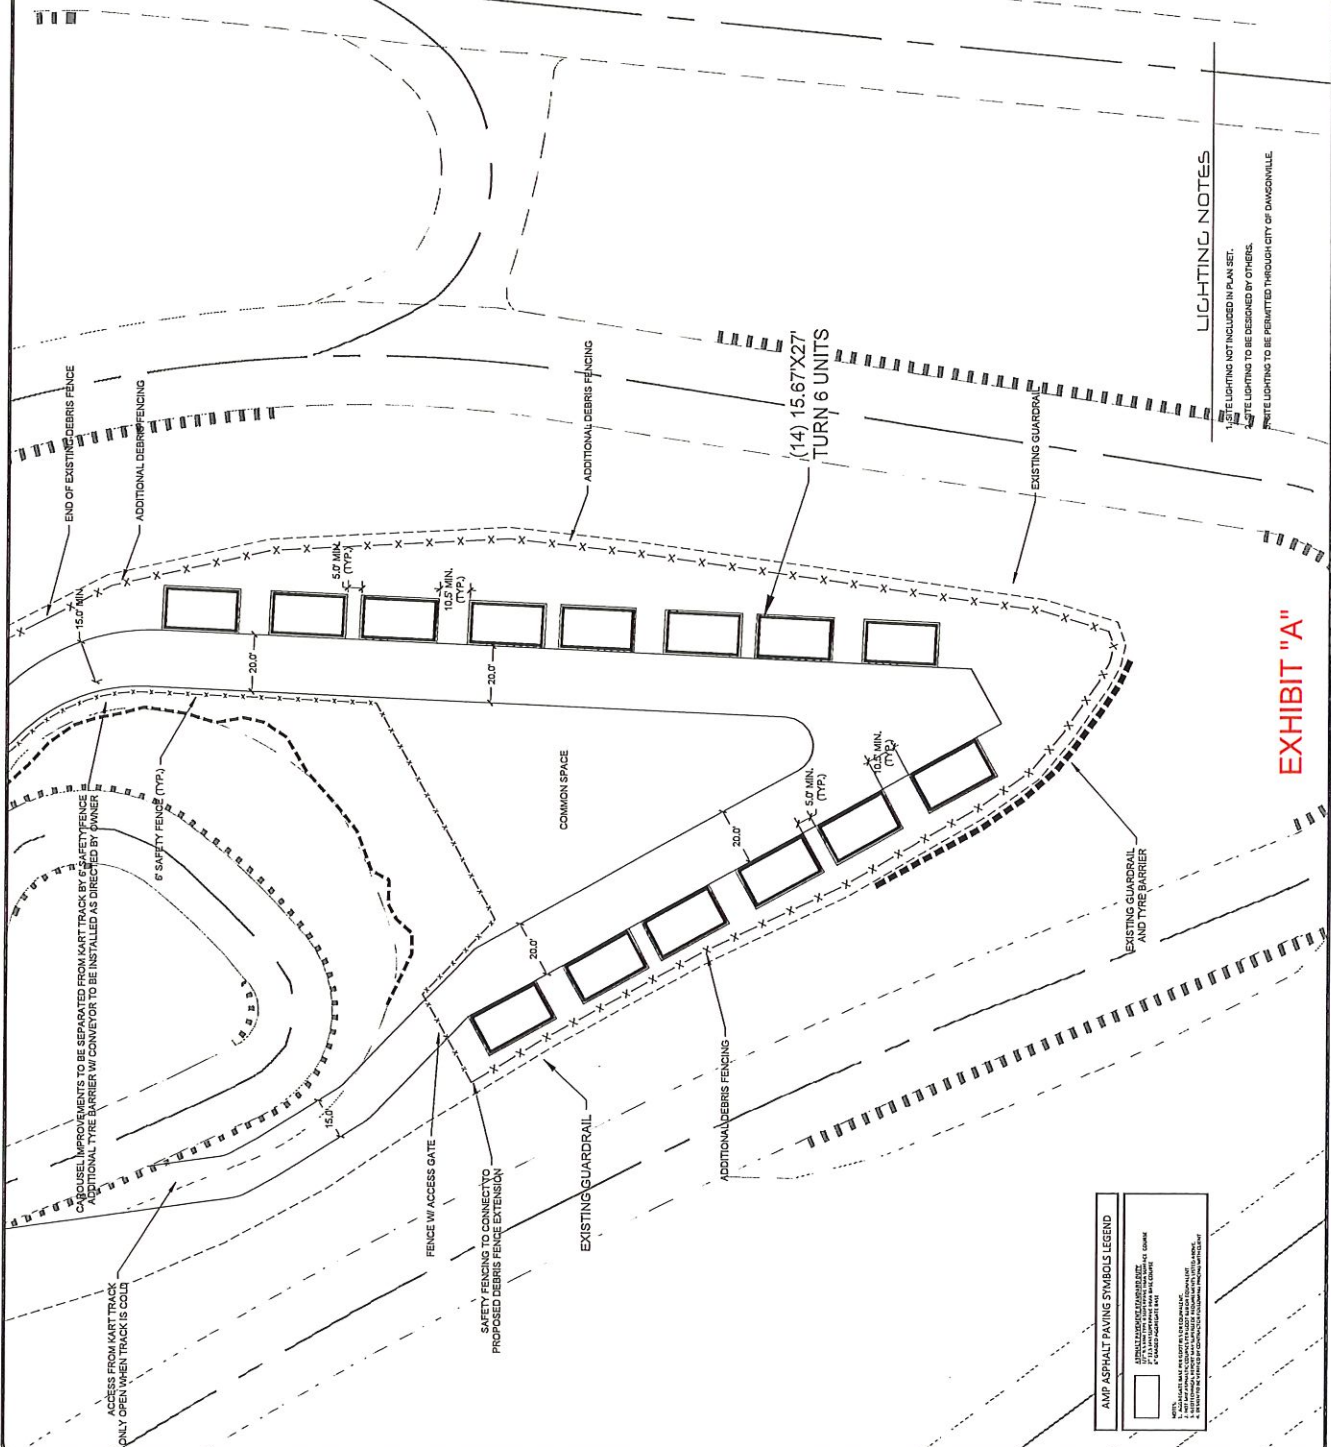 END OF EXISTING DEBRIS FENCE
ADDITIONAL DEBRIS FENCING
15.0' MIN.
5.0' MIN.
(TYP.)
10.5' MIN.
(TYP.)
20.0'
20.0'
ADDITIONAL DEBRIS FENCING
(14) 15.67'X27'
TURN 6 UNITS
EXISTING GUARDRAIL
LIGHTING NOTES
1. SITE LIGHTING NOT INCLUDED IN PLAN SET.
2. SITE LIGHTING TO BE DESIGNED BY OTHERS.
3. SITE LIGHTING TO BE PERMITTED THROUGH CITY OF DAWSONVILLE.
CAROUSEL IMPROVEMENTS TO BE SEPARATED FROM KART TRACK BY 6' SAFETY FENCE
ADDITIONAL TYRE BARRIER W/ CONVEYOR TO BE INSTALLED AS DIRECTED BY OWNER
6' SAFETY FENCE (TYP.)
COMMON SPACE
20.0'
5.0' MIN.
(TYP.)
10.5' MIN.
(TYP.)
20.0'
15.0'
EXISTING GUARDRAIL
AND TYRE BARRIER
EXHIBIT "A"
ACCESS FROM KART TRACK
ONLY OPEN WHEN TRACK IS COLD
FENCE W/ ACCESS GATE
SAFETY FENCING TO CONNECT TO
PROPOSED DEBRIS FENCE EXTENSION
EXISTING GUARDRAIL
ADDITIONAL DEBRIS FENCING
AMP ASPHALT PAVING SYMBOLS LEGEND
NOTES: